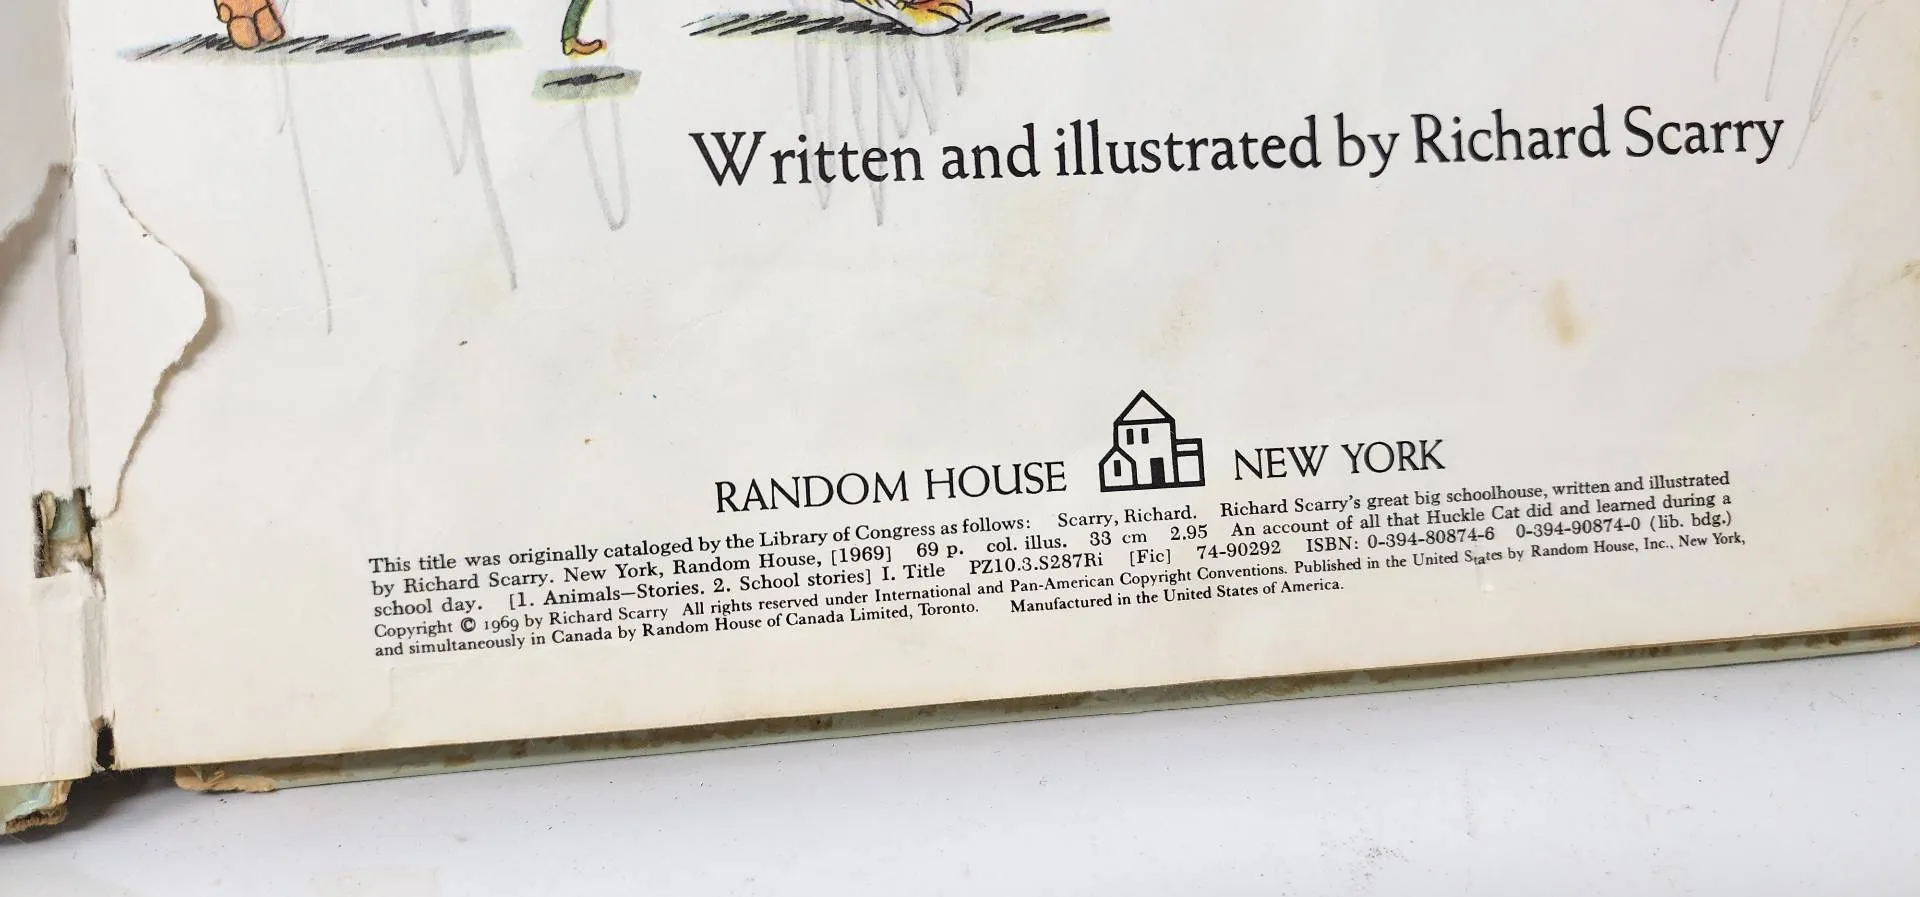 Written and illustrated by Richard Scarry
RANDOM HOUSE NEW YORK
This title was originally cataloged by the Library of Congress as follows: Scarry, Richard. Richard Scarry's great big schoolhouse, written and illustrated
by Richard Scarry. New York, Random House, [1969] 69 p. col. illus. 33 cm 2.95 An account of all that Huckle Cat did and learned during a
school day. [1. Animals—Stories. 2. School stories] I. Title PZ10.3.S287Ri [Fic] 74-90292 ISBN: 0-394-80874-6 0-394-90874-0 (lib. bdg.)
Copyright © 1969 by Richard Scarry All rights reserved under International and Pan-American Copyright Conventions. Published in the United States by Random House, Inc., New York,
and simultaneously in Canada by Random House of Canada Limited, Toronto. Manufactured in the United States of America.